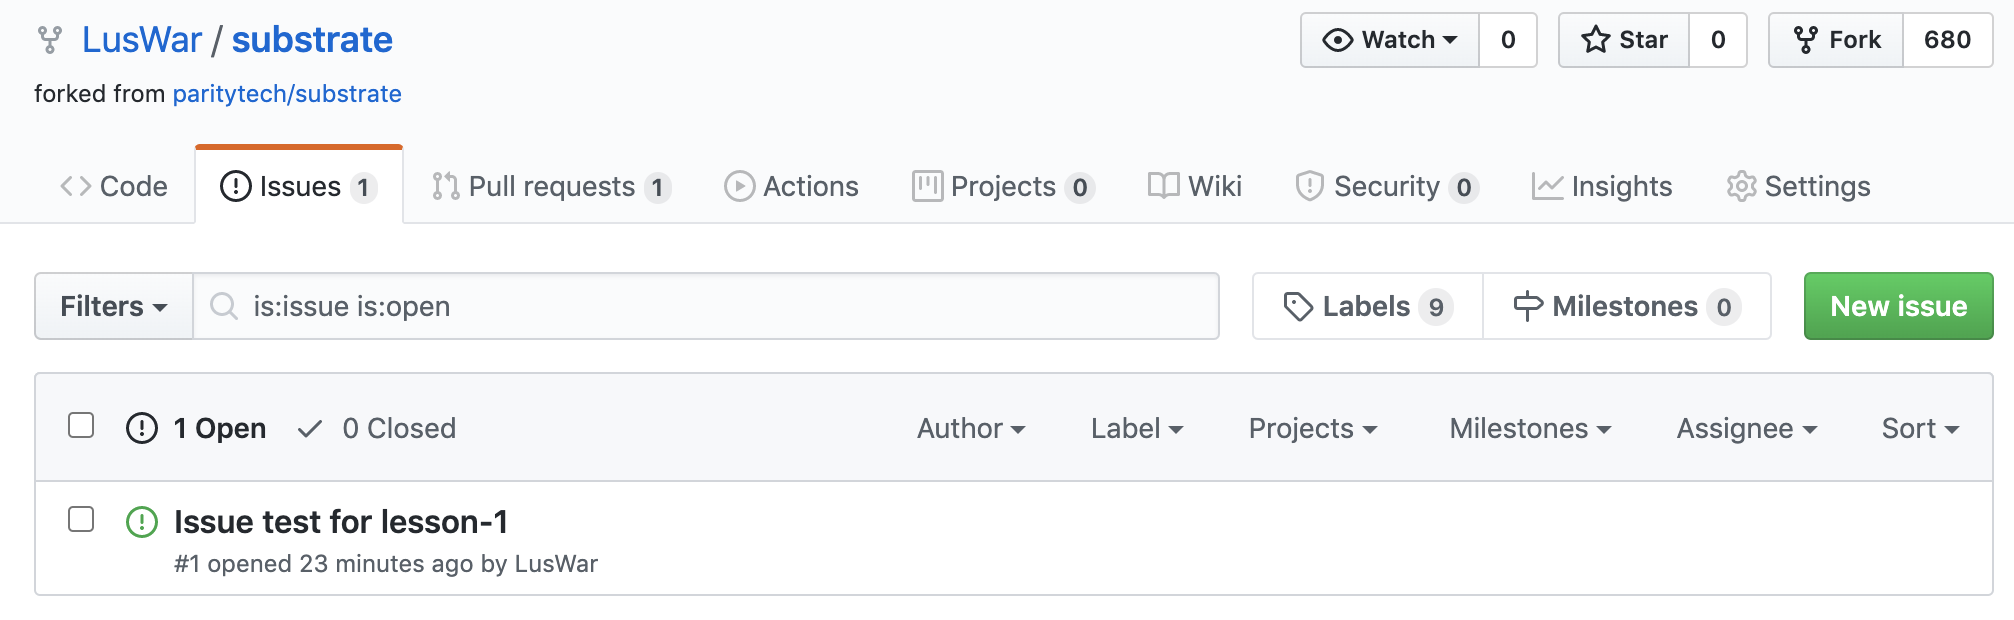 LusWar / substrate
Watch 0 Star 0 Fork 680
forked from paritytech/substrate
Code Issues 1 Pull requests 1 Actions Projects 0 Wiki Security 0 Insights Settings
Filters is:issue is:open Labels 9 Milestones 0 New issue
1 Open 0 Closed Author Label Projects Milestones Assignee Sort
Issue test for lesson-1
#1 opened 23 minutes ago by LusWar